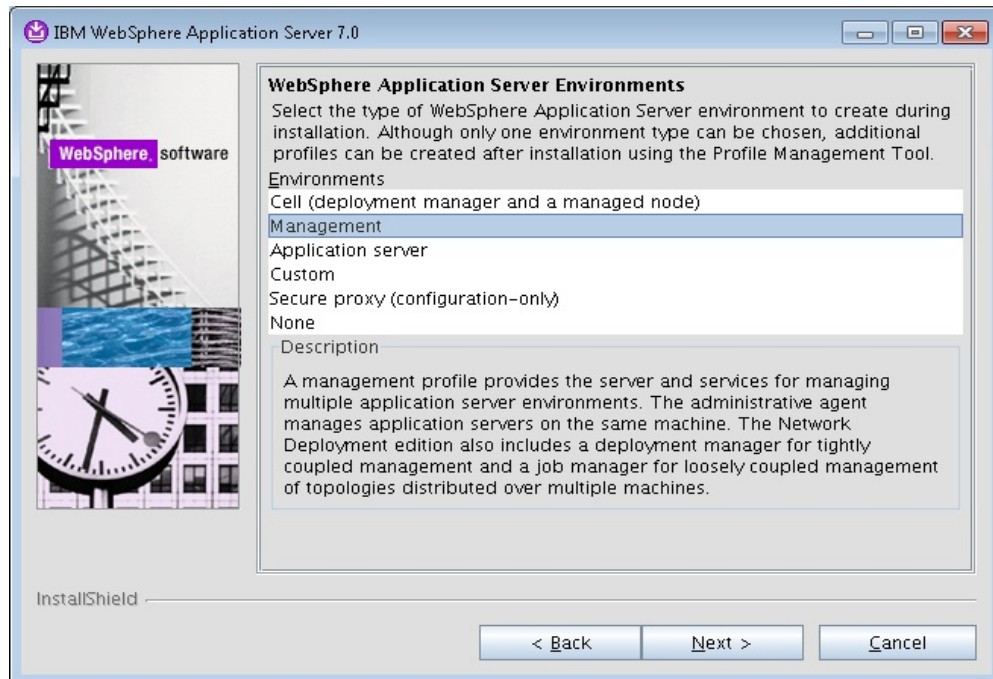 IBM WebSphere Application Server 7.0
WebSphere. software
WebSphere Application Server Environments
Select the type of WebSphere Application Server environment to create during
installation. Although only one environment type can be chosen, additional
profiles can be created after installation using the Profile Management Tool.
Environments
Cell (deployment manager and a managed node)
Management
Application server
Custom
Secure proxy (configuration-only)
None
Description
A management profile provides the server and services for managing
multiple application server environments. The administrative agent
manages application servers on the same machine. The Network
Deployment edition also includes a deployment manager for tightly
coupled management and a job manager for loosely coupled management
of topologies distributed over multiple machines.
InstallShield
< Back
Next >
Cancel